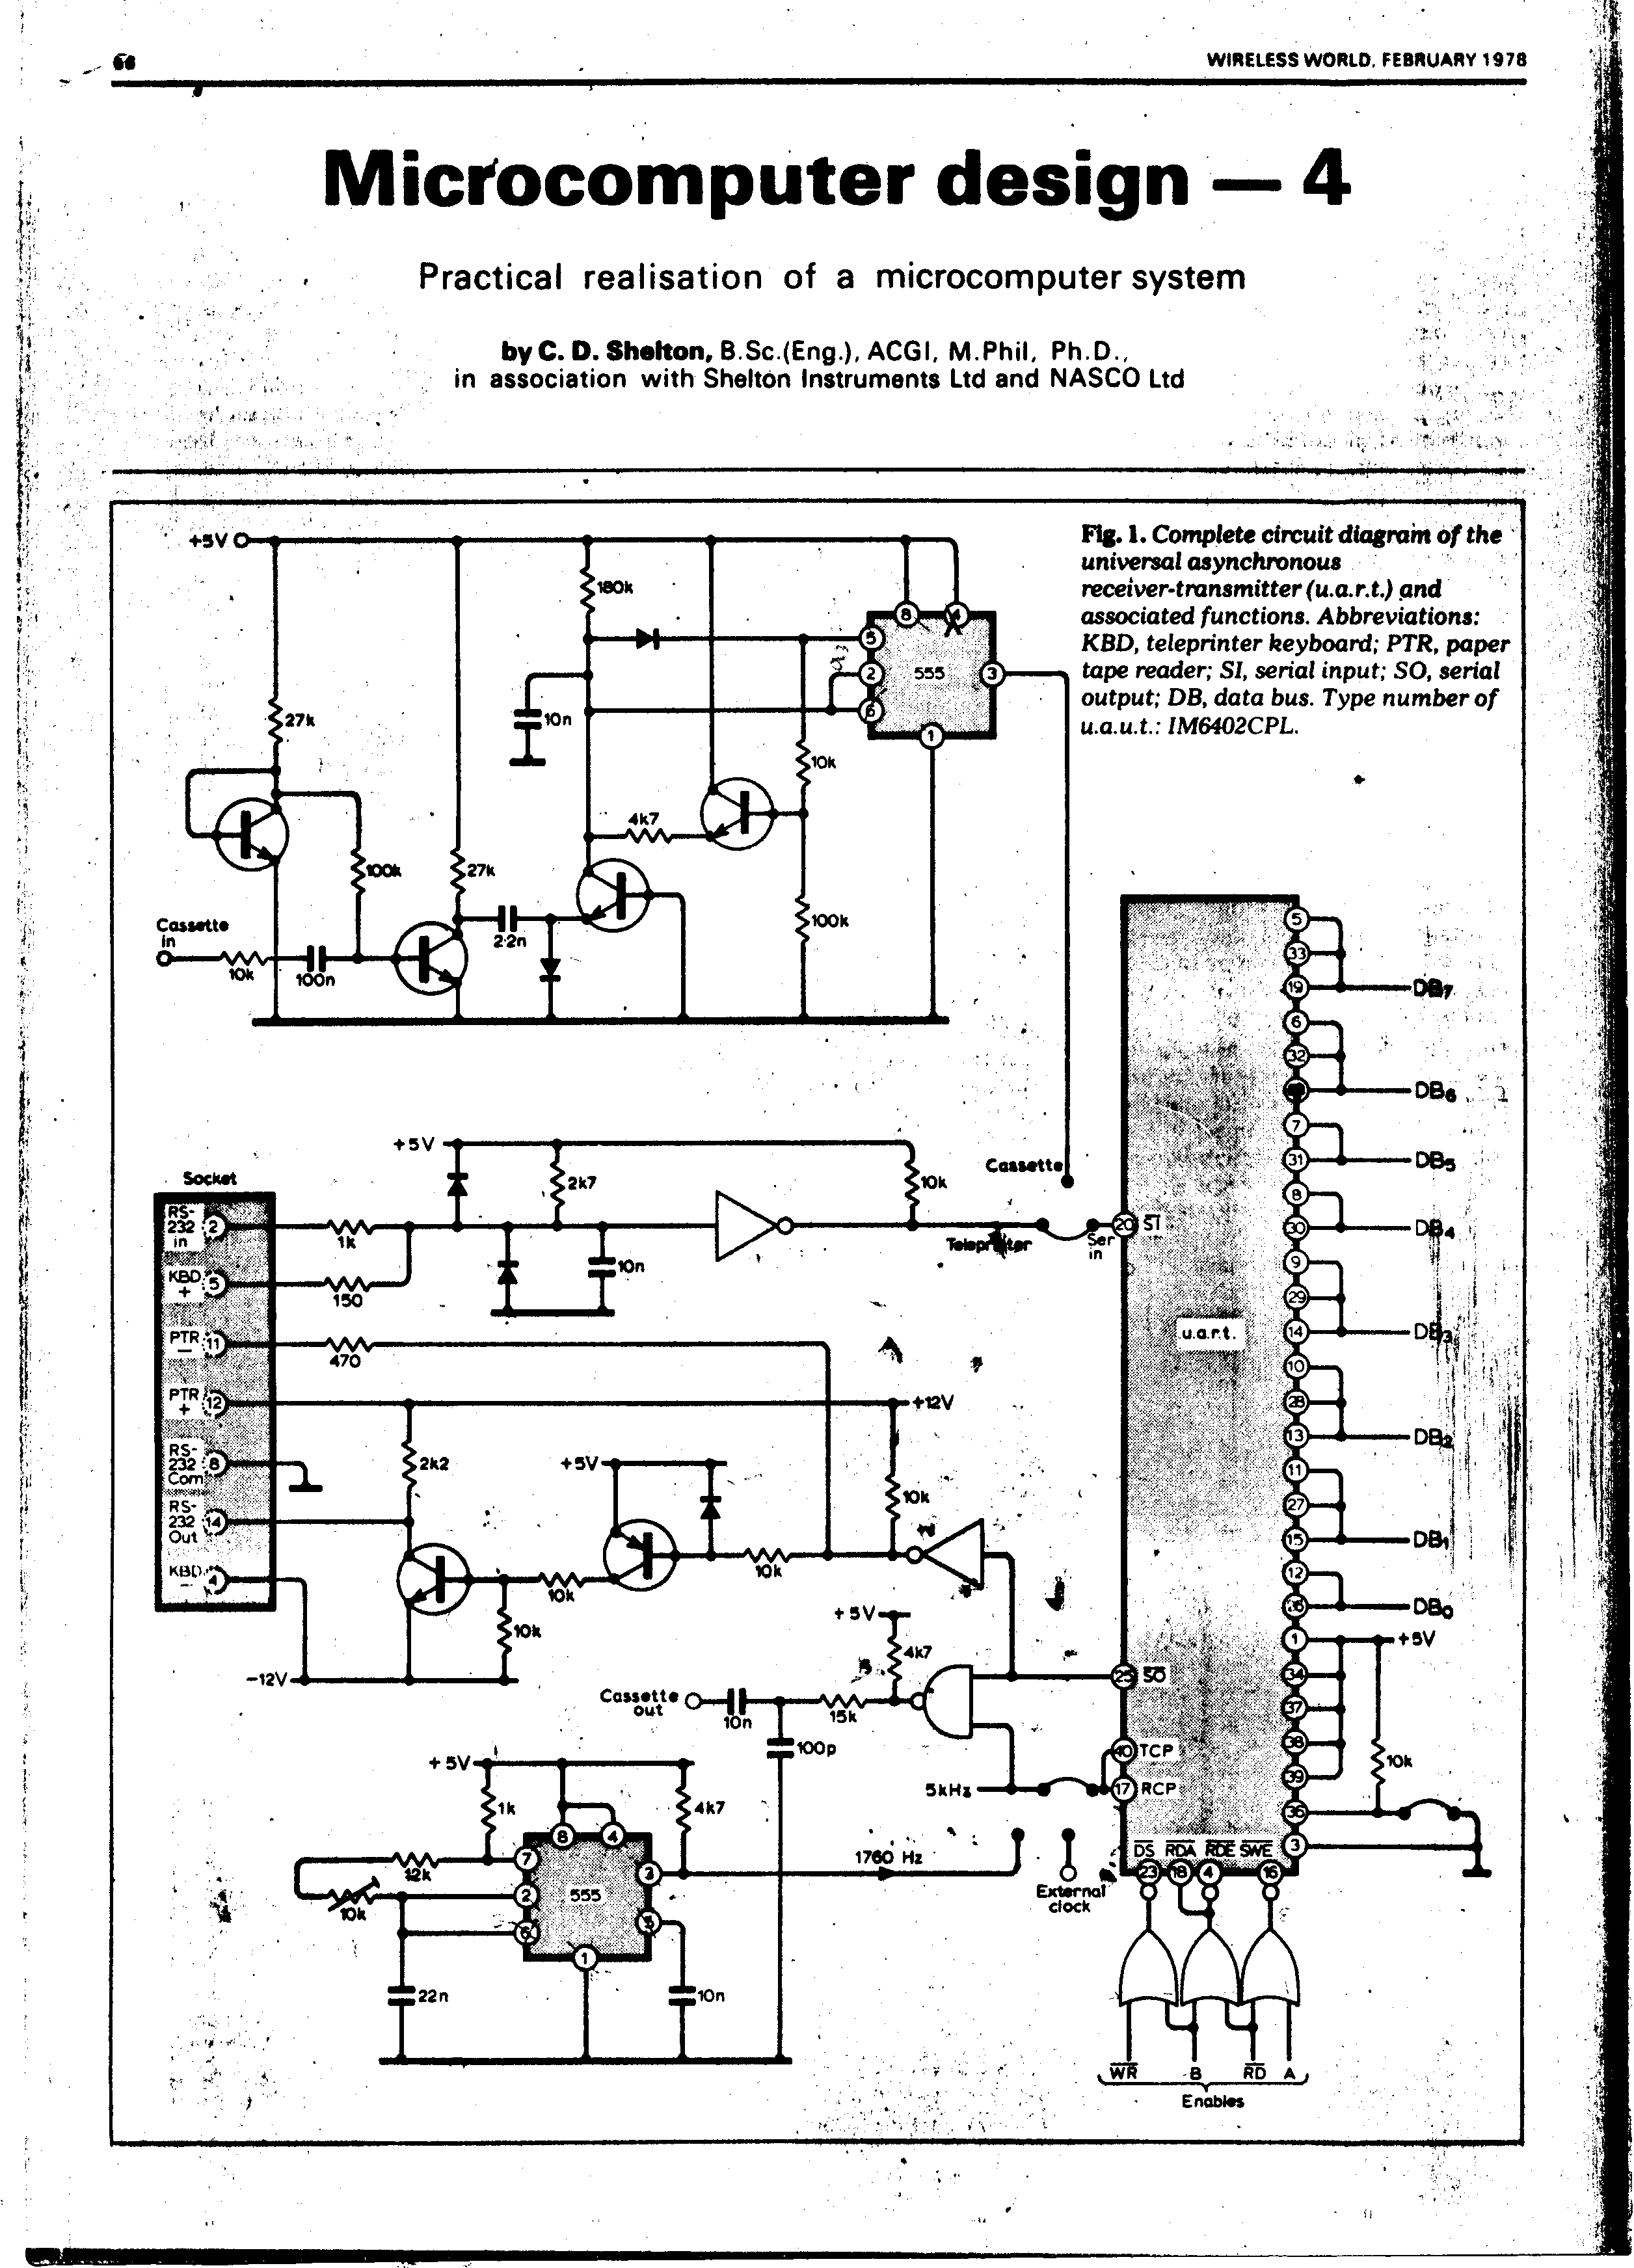 66
WIRELESS WORLD, FEBRUARY 1978
Microcomputer design — 4
Practical realisation of a microcomputer system
by C. D. Shelton, B.Sc.(Eng.), ACGI, M.Phil, Ph.D.,
in association with Shelton Instruments Ltd and NASCO Ltd
Fig. 1. Complete circuit diagram of the
universal asynchronous
receiver-transmitter (u.a.r.t.) and
associated functions. Abbreviations:
KBD, teleprinter keyboard; PTR, paper
tape reader; SI, serial input; SO, serial
output; DB, data bus. Type number of
u.a.u.t.: IM6402CPL.
+5V
180k
8
5
2
555
3
6
1
10n
27k
10k
4k7
100k
27k
100k
Cassette
in
10k
100n
2·2n
5
33
19
DB7
6
32
DB6
7
31
DB5
8
30
DB4
9
29
14
DB3
10
28
13
DB2
11
27
15
DB1
12
26
DB0
1
+5V
34
37
38
39
10k
36
3
u.a.r.t.
+5V
2k7
10k
Cassette
Socket
RS-
232
in
2
1k
10n
Teleprinter
Ser
in
20
SI
KBD
+
5
150
PTR
–
11
470
PTR
+
12
+12V
RS-
232
Com
8
2k2
+5V
10k
RS-
232
Out
14
KBD
–
4
10k
10k
10k
–12V
+5V
4k7
25
SO
Cassette
out
10n
15k
100p
40
TCP
5kHz
17
RCP
+5V
1k
8
4
4k7
7
12k
2
555
3
1760 Hz
10k
6
5
1
22n
10n
External
clock
DS
RDA
RDE
SWE
23
18
4
16
WR
B
RD
A
Enables